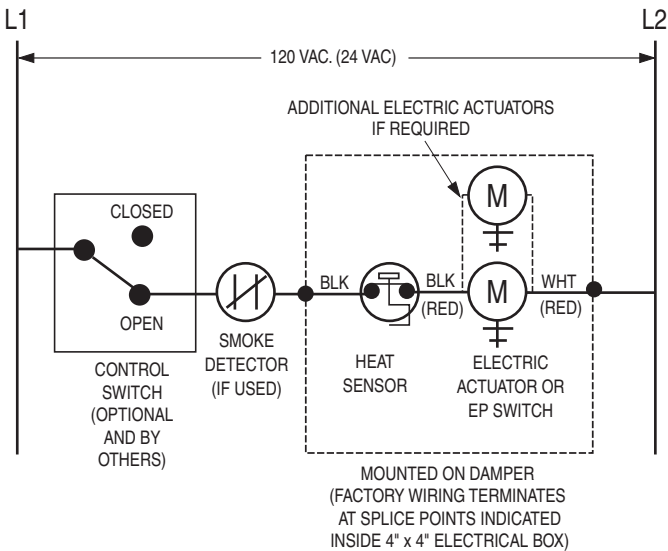 L1
L2
120 VAC. (24 VAC)
ADDITIONAL ELECTRIC ACTUATORS
IF REQUIRED
M
CLOSED
OPEN
CONTROL
SWITCH
(OPTIONAL
AND BY
OTHERS)
SMOKE
DETECTOR
(IF USED)
BLK
HEAT
SENSOR
BLK
(RED)
M
WHT
(RED)
ELECTRIC
ACTUATOR OR
EP SWITCH
MOUNTED ON DAMPER
(FACTORY WIRING TERMINATES
AT SPLICE POINTS INDICATED
INSIDE 4" x 4" ELECTRICAL BOX)